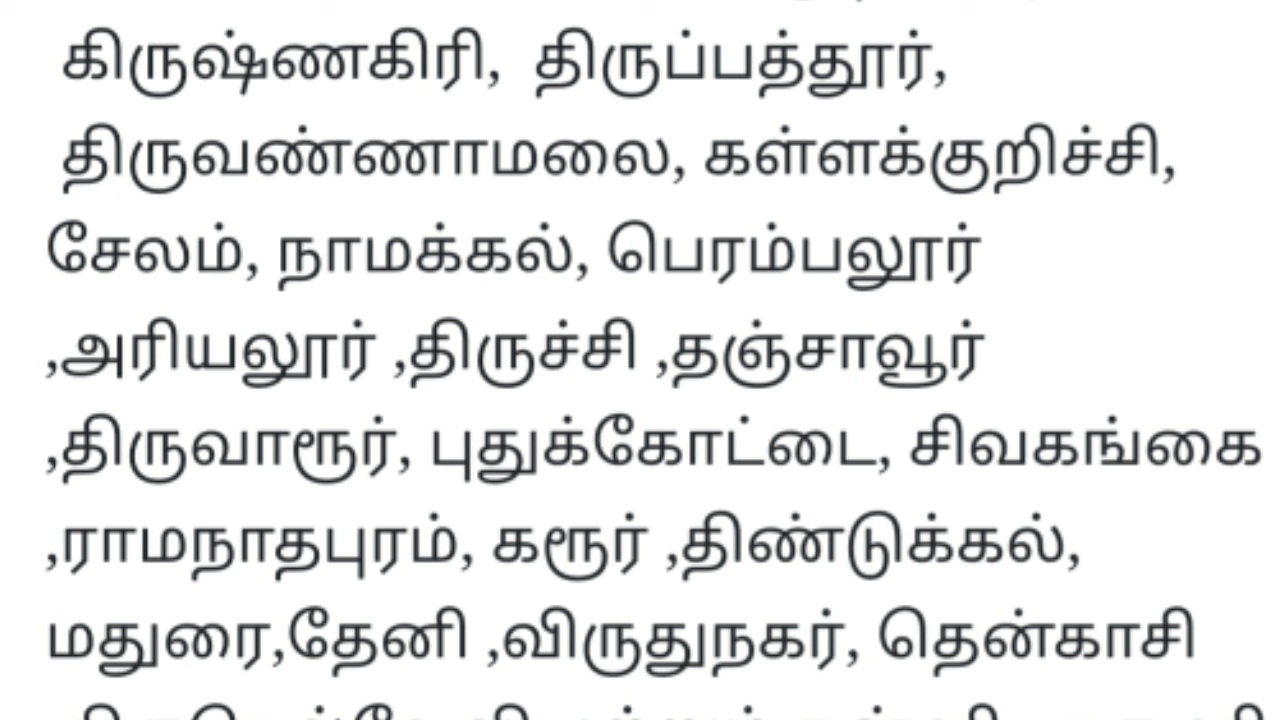 கிருஷ்ணகிரி, திருப்பத்தூர்,
திருவண்ணாமலை, கள்ளக்குறிச்சி,
சேலம், நாமக்கல், பெரம்பலூர்
,அரியலூர் ,திருச்சி ,தஞ்சாவூர்
,திருவாரூர், புதுக்கோட்டை, சிவகங்கை
,ராமநாதபுரம், கரூர் ,திண்டுக்கல்,
மதுரை,தேனி ,விருதுநகர், தென்காசி